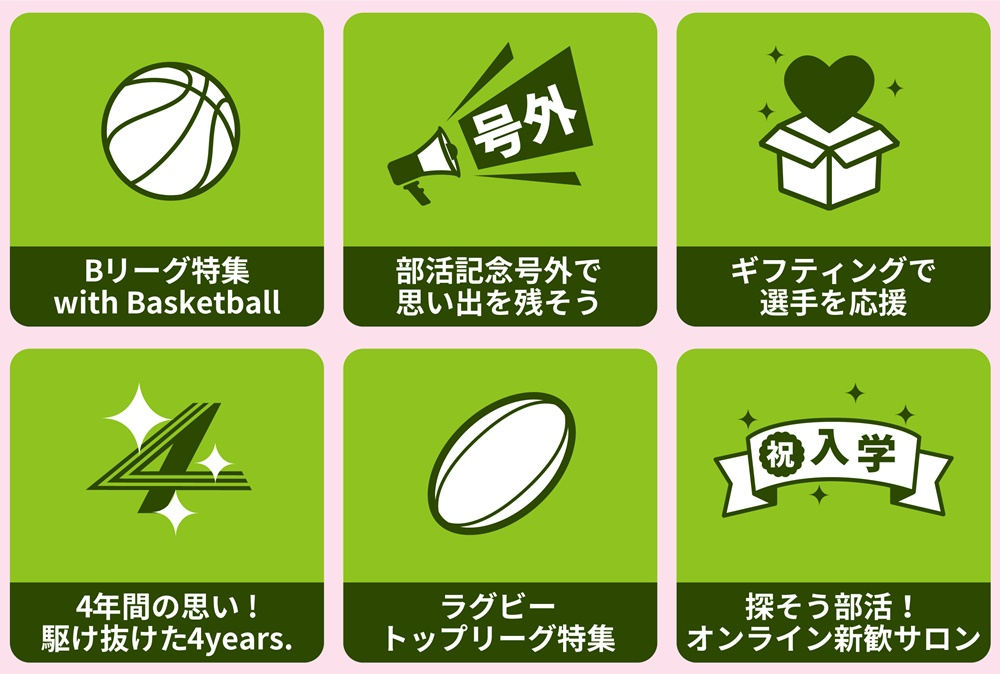 Bリーグ特集
with Basketball
号外
部活記念号外で
思い出を残そう
ギフティングで
選手を応援
4
4年間の思い！
駆け抜けた4years.
ラグビー
トップリーグ特集
祝 入学
探そう部活！
オンライン新歓サロン